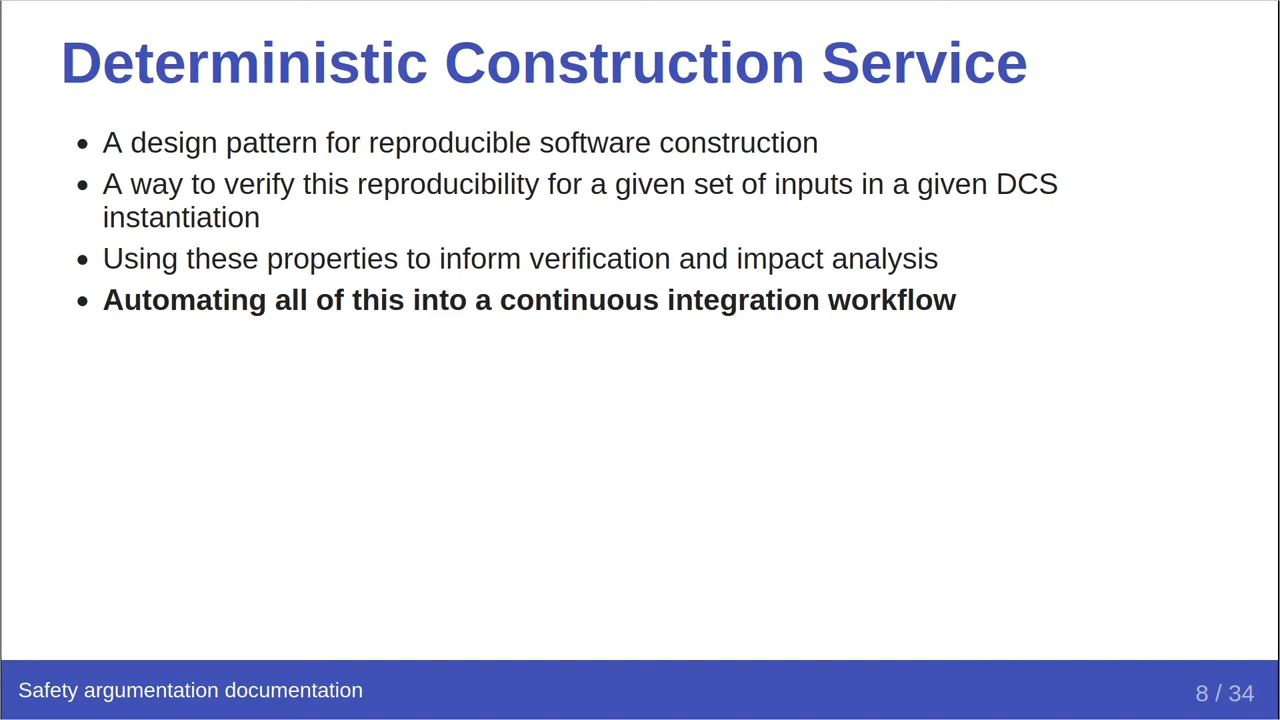 Deterministic Construction Service
• A design pattern for reproducible software construction
• A way to verify this reproducibility for a given set of inputs in a given DCS
instantiation
• Using these properties to inform verification and impact analysis
• Automating all of this into a continuous integration workflow
Safety argumentation documentation
8 / 34